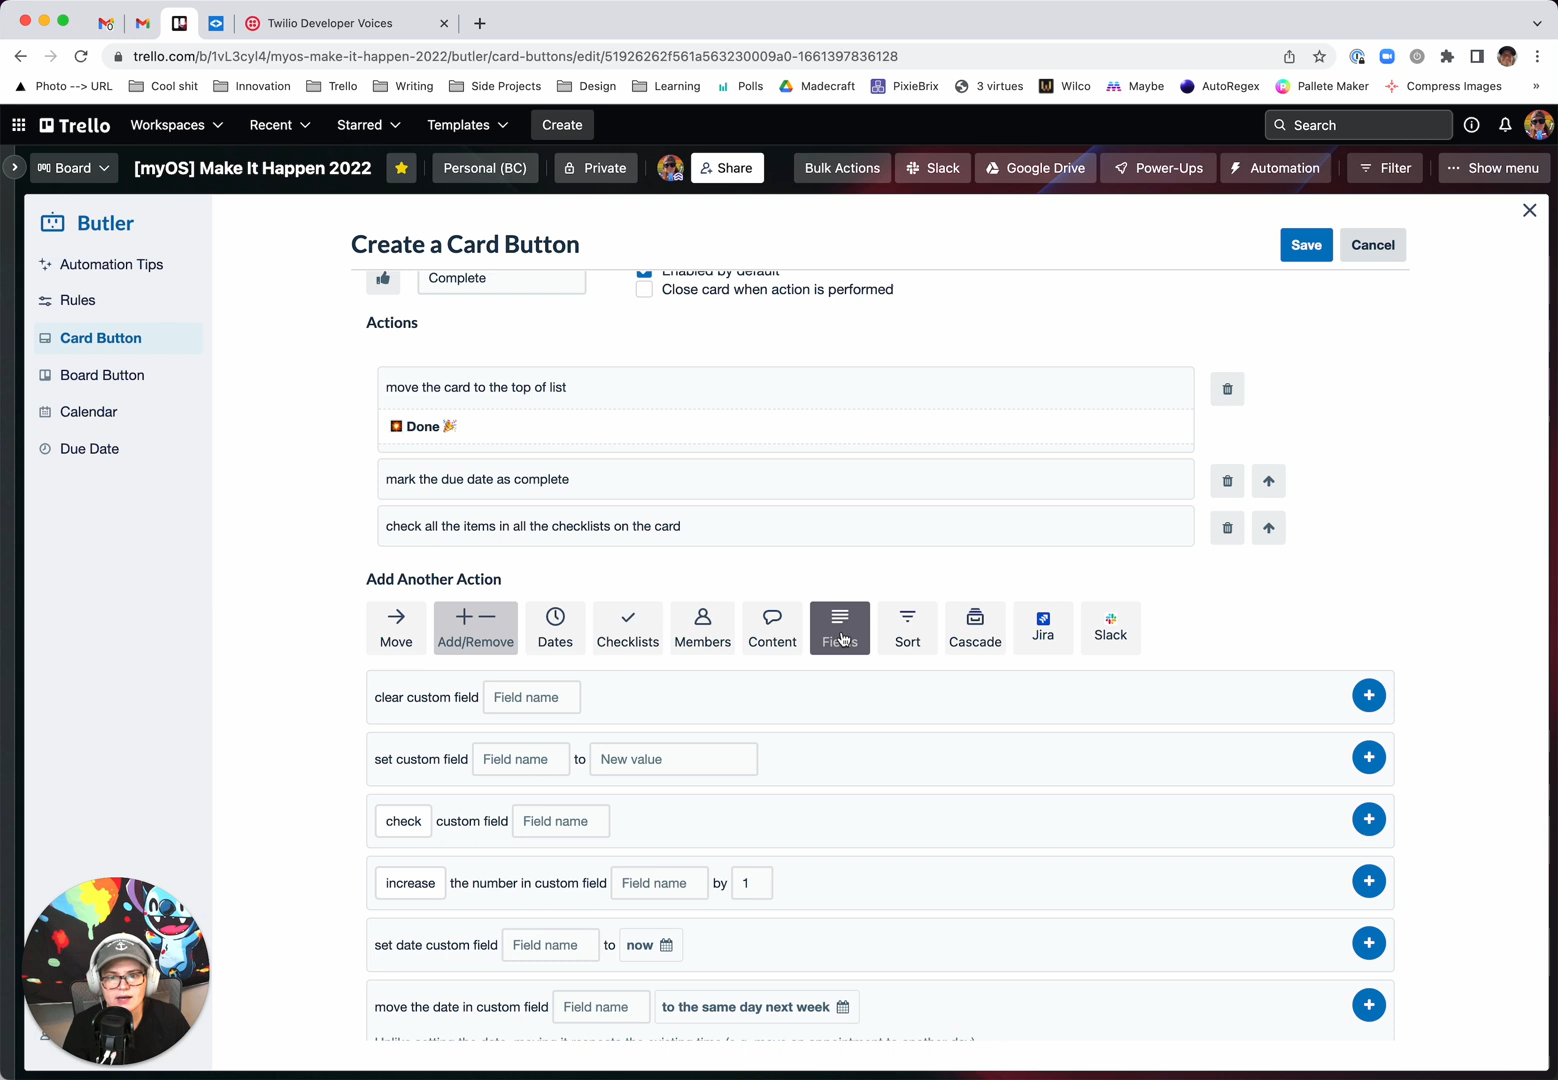 Twilio Developer Voices
trello.com/b/1vL3cyl4/myos-make-it-happen-2022/butler/card-buttons/edit/51926262f561a563230009a0-1661397836128
Photo --> URL Cool shit Innovation Trello Writing Side Projects Design Learning Polls Madecraft PixieBrix 3 virtues Wilco Maybe AutoRegex Pallete Maker Compress Images »
Trello Workspaces Recent Starred Templates Create Search
Board [myOS] Make It Happen 2022 Personal (BC) Private Share Bulk Actions Slack Google Drive Power-Ups Automation Filter Show menu
Butler
Automation Tips
Rules
Card Button
Board Button
Calendar
Due Date
Create a Card Button
Save Cancel
Complete
Enabled by default
Close card when action is performed
Actions
move the card to the top of list
Done
mark the due date as complete
check all the items in all the checklists on the card
Add Another Action
Move Add/Remove Dates Checklists Members Content Fields Sort Cascade Jira Slack
clear custom field Field name
set custom field Field name to New value
check custom field Field name
increase the number in custom field Field name by 1
set date custom field Field name to now
move the date in custom field Field name to the same day next week